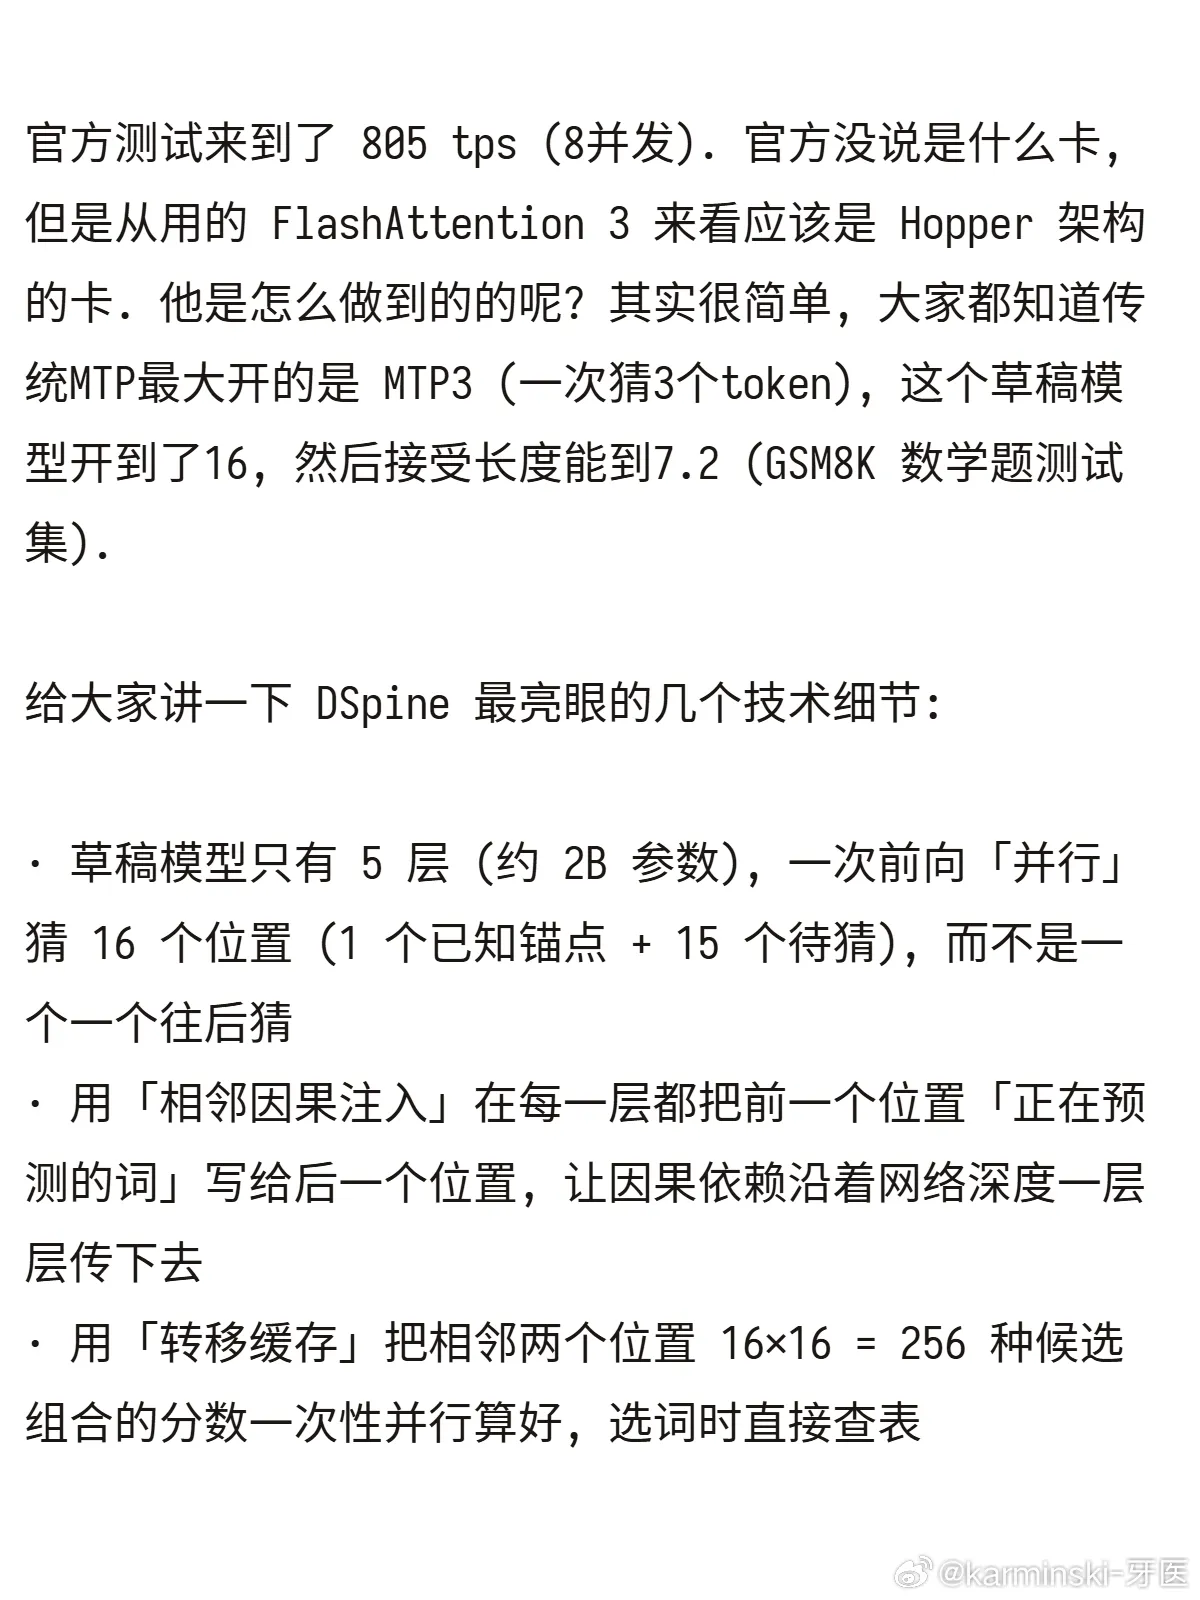 官方测试来到了 805 tps (8并发). 官方没说是什么卡,
但是从用的 FlashAttention 3 来看应该是 Hopper 架构
的卡. 他是怎么做到的的呢? 其实很简单, 大家都知道传
统MTP最大开的是 MTP3 (一次猜3个token), 这个草稿模
型开到了16, 然后接受长度能到7.2 (GSM8K 数学题测试
集).
给大家讲一下 DSpine 最亮眼的几个技术细节:
· 草稿模型只有 5 层 (约 2B 参数), 一次前向「并行」
猜 16 个位置 (1 个已知锚点 + 15 个待猜), 而不是一
个一个往后猜
· 用「相邻因果注入」在每一层都把前一个位置「正在预
测的词」写给后一个位置, 让因果依赖沿着网络深度一层
层传下去
· 用「转移缓存」把相邻两个位置 16×16 = 256 种候选
组合的分数一次性并行算好, 选词时直接查表
@karminski-牙医